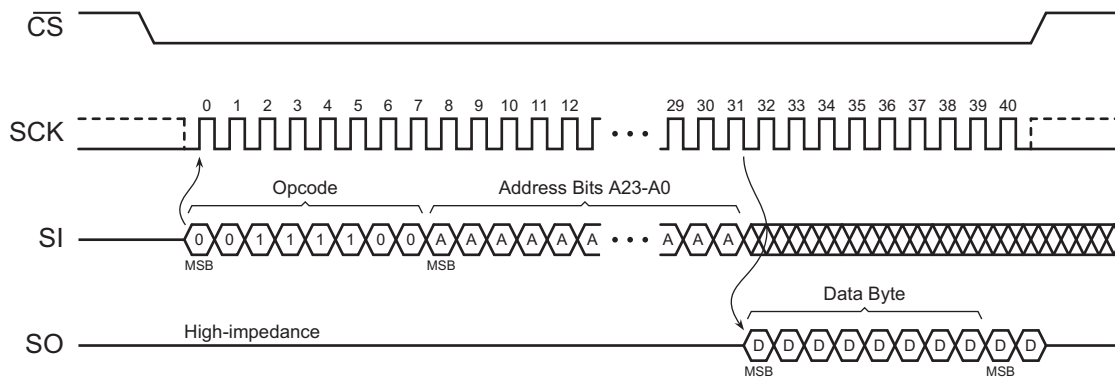 CS
0 1 2 3 4 5 6 7 8 9 10 11 12 29 30 31 32 33 34 35 36 37 38 39 40
SCK
Opcode Address Bits A23-A0
SI 0 0 1 1 1 1 0 0 A A A A A A A A A
MSB MSB
Data Byte
SO High-impedance D D D D D D D D D D
MSB MSB